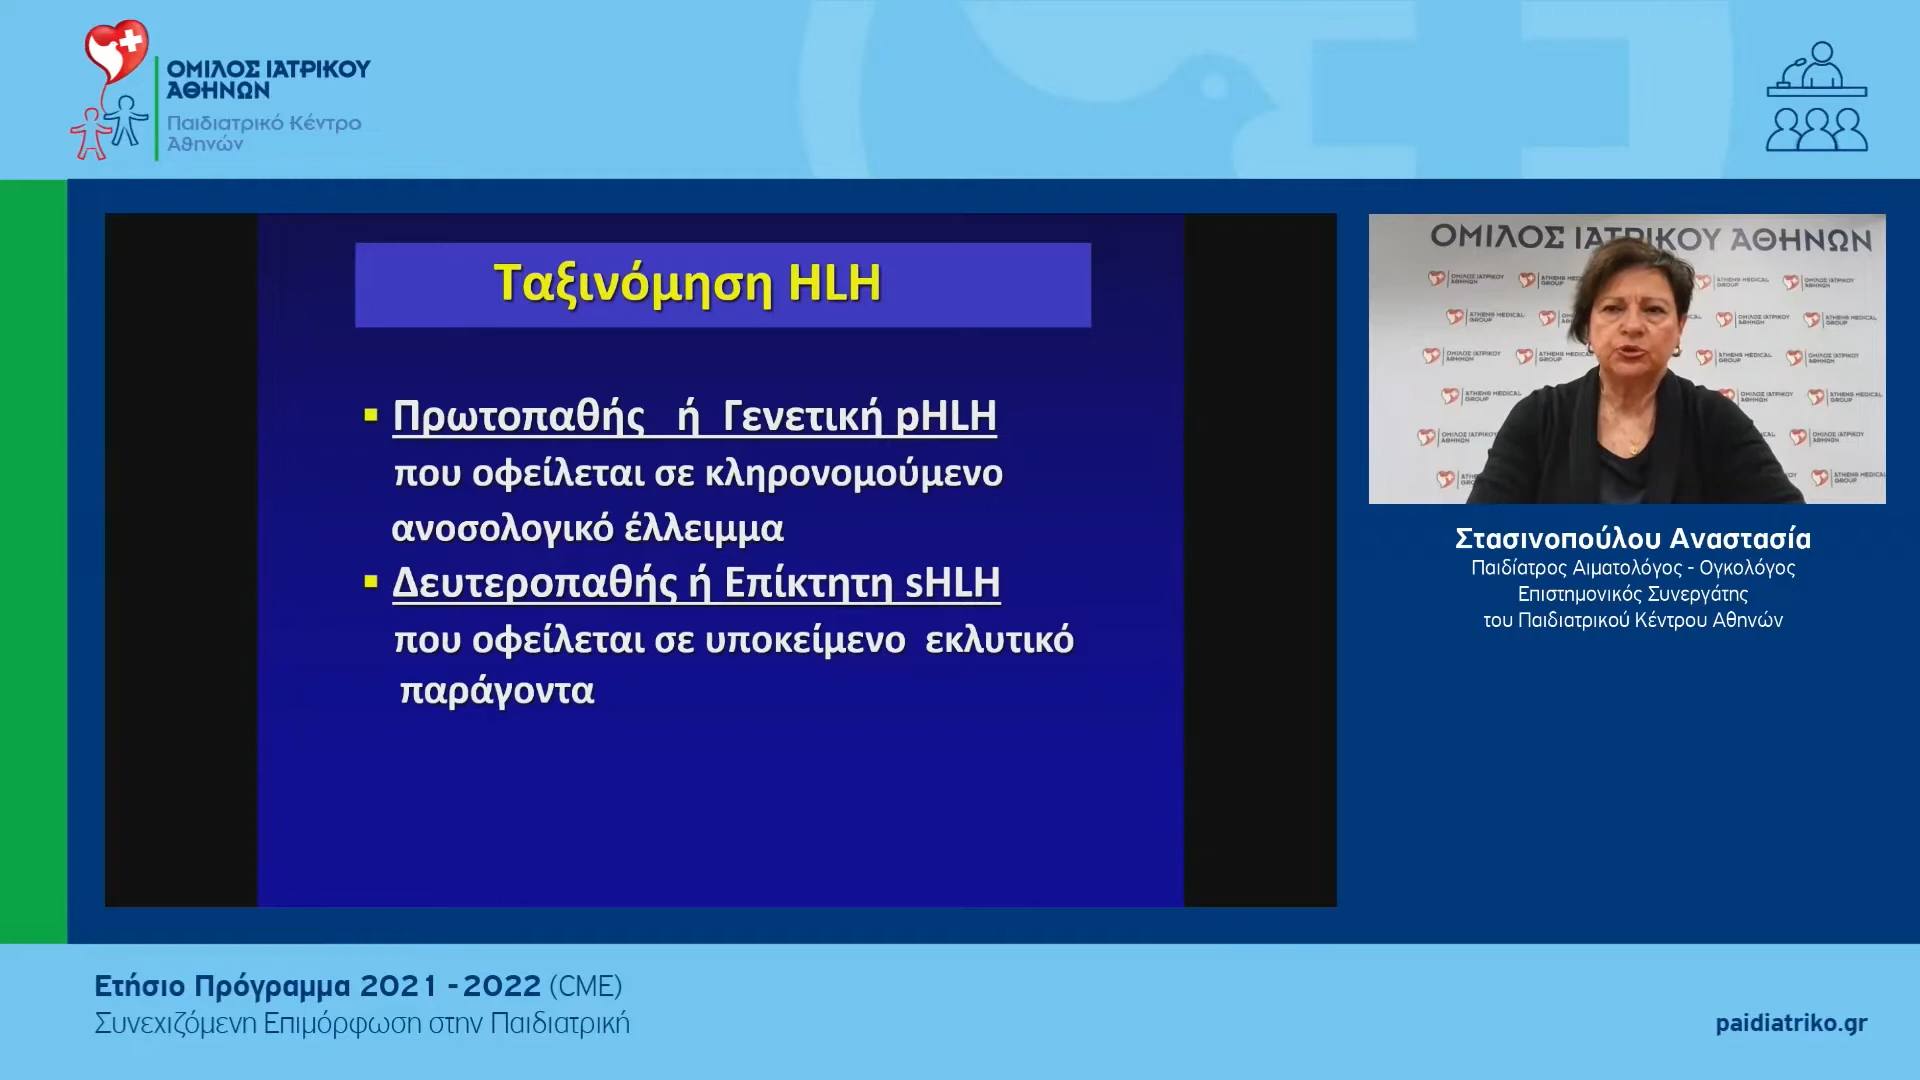 ΟΜΙΛΟΣ ΙΑΤΡΙΚΟΥ
ΑΘΗΝΩΝ
Παιδιατρικό Κέντρο
Αθηνών
Ταξινόμηση HLH
Πρωτοπαθής ή Γενετική pHLH
που οφείλεται σε κληρονομούμενο
ανοσολογικό έλλειμμα
Δευτεροπαθής ή Επίκτητη sHLH
που οφείλεται σε υποκείμενο εκλυτικό
παράγοντα
ΟΜΙΛΟΣ ΙΑΤΡΙΚΟΥ ΑΘΗΝΩΝ
Στασινοπούλου Αναστασία
Παιδίατρος Αιματολόγος - Ογκολόγος
Επιστημονικός Συνεργάτης
του Παιδιατρικού Κέντρου Αθηνών
Ετήσιο Πρόγραμμα 2021 - 2022 (CME)
Συνεχιζόμενη Επιμόρφωση στην Παιδιατρική
paidiatriko.gr